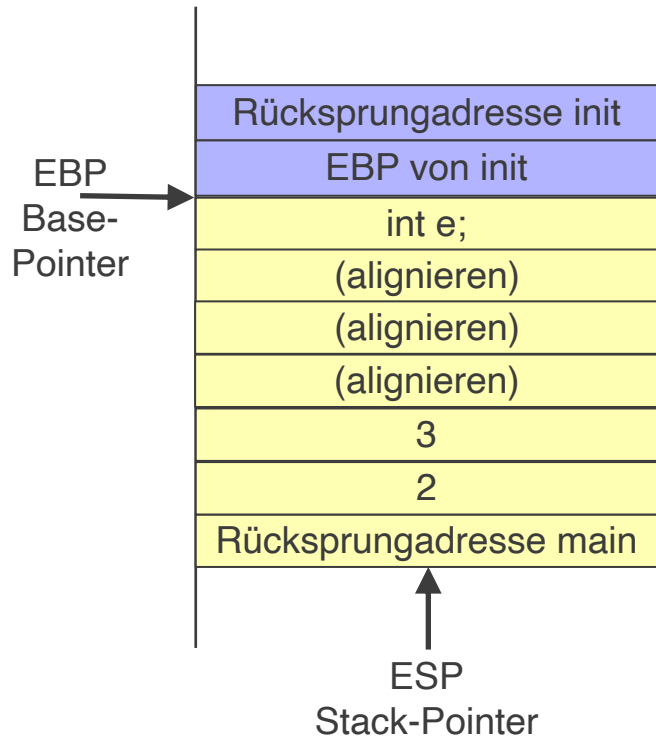 Rücksprungadresse init
EBP von init
EBP
Base-
Pointer
int e;
(alignieren)
(alignieren)
(alignieren)
3
2
Rücksprungadresse main
ESP
Stack-Pointer